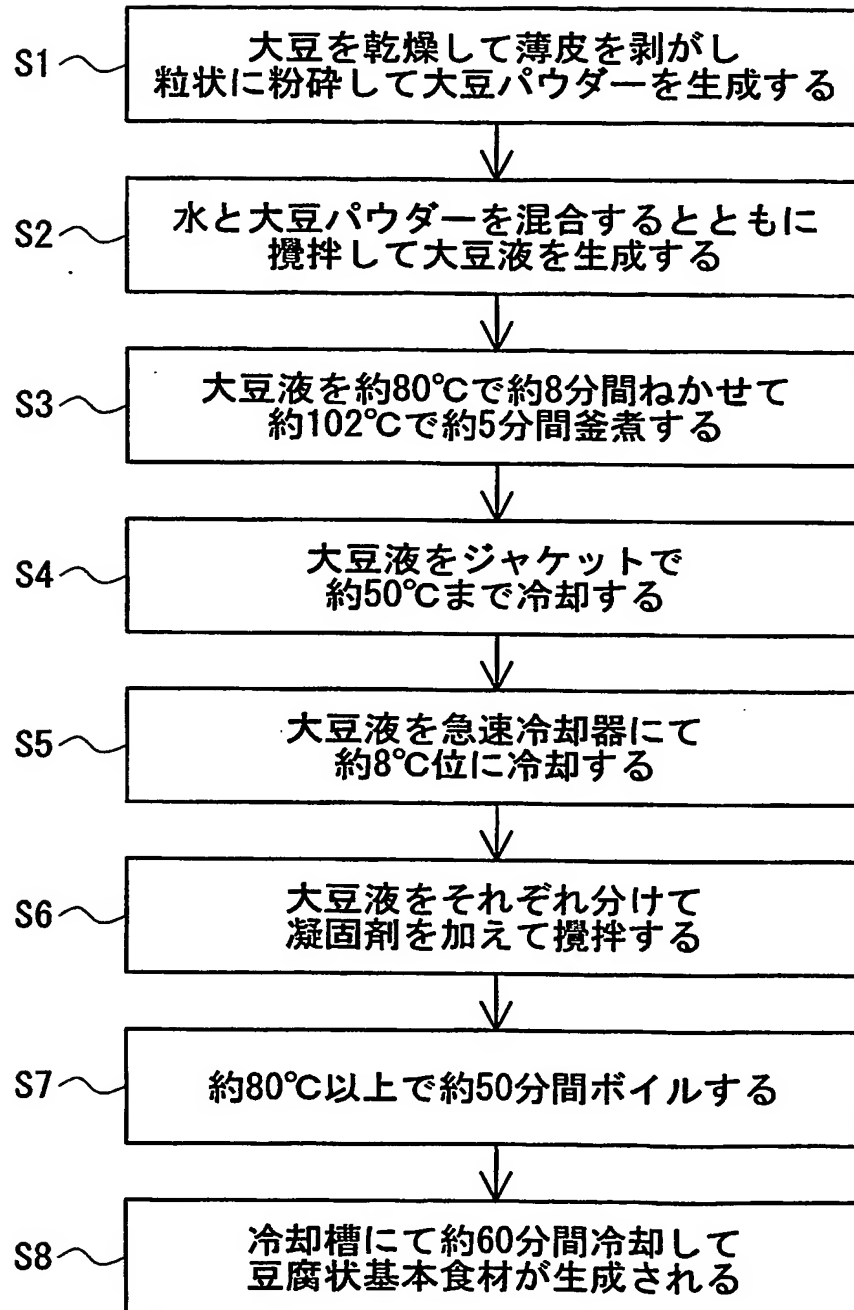 S1
大豆を乾燥して薄皮を剥がし
粒状に粉砕して大豆パウダーを生成する
S2
水と大豆パウダーを混合するとともに
攪拌して大豆液を生成する
S3
大豆液を約80℃で約8分間ねかせて
約102℃で約5分間釜煮する
S4
大豆液をジャケットで
約50℃まで冷却する
S5
大豆液を急速冷却器にて
約8℃位に冷却する
S6
大豆液をそれぞれ分けて
凝固剤を加えて攪拌する
S7
約80℃以上で約50分間ボイルする
S8
冷却槽にて約60分間冷却して
豆腐状基本食材が生成される